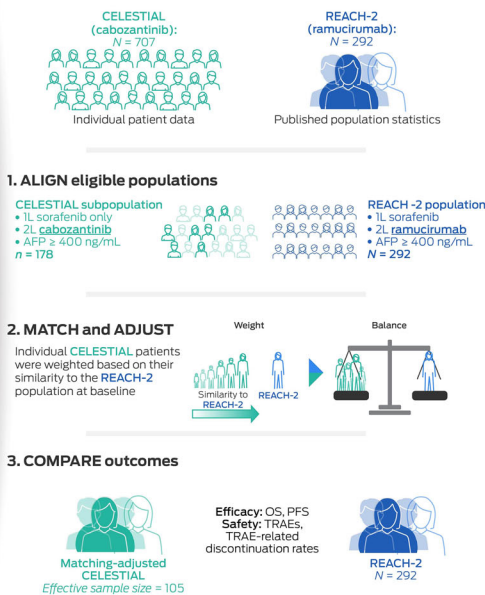 CELESTIAL
(cabozantinib):
N = 707
Individual patient data
REACH-2
(ramucirumab):
N = 292
Published population statistics
1. ALIGN eligible populations
CELESTIAL subpopulation
• 1L sorafenib only
• 2L cabozantinib
• AFP ≥ 400 ng/mL
n = 178
REACH -2 population
• 1L sorafenib
• 2L ramucirumab
• AFP ≥ 400 ng/mL
N = 292
2. MATCH and ADJUST
Individual CELESTIAL patients
were weighted based on their
similarity to the REACH-2
population at baseline
Weight
Similarity to
REACH-2
REACH-2
Balance
3. COMPARE outcomes
Matching-adjusted
CELESTIAL
Effective sample size = 105
Efficacy: OS, PFS
Safety: TRAEs,
TRAE-related
discontinuation rates
REACH-2
N = 292